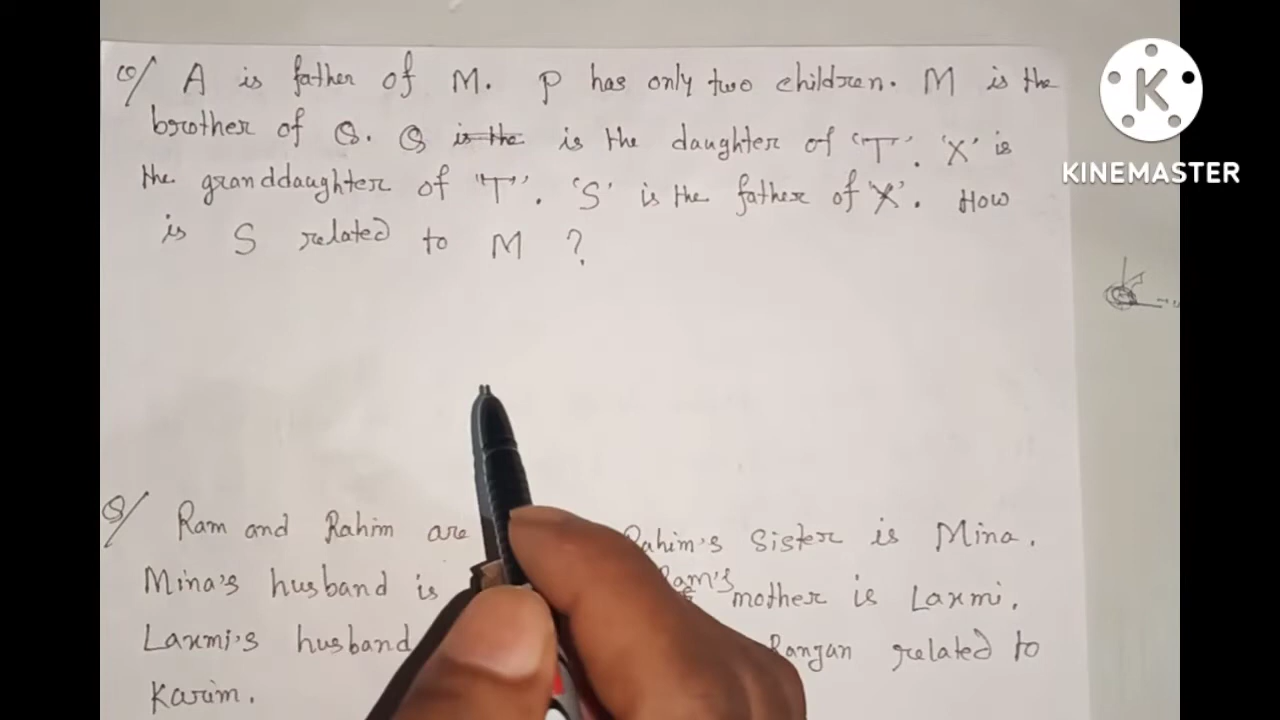 Q/ A is father of M. P has only two children. M is the
brother of Q. Q is the is the daughter of 'T'. 'X' is
the granddaughter of "T". 'S' is the father of 'X'. How
is S related to M ?
Q/ Ram and Rahim are Rahim's sister is Mina.
Mina's husband is Ram's mother is Laxmi.
Laxmi's husband Ranjan related to
Karim.
K
KINEMASTER